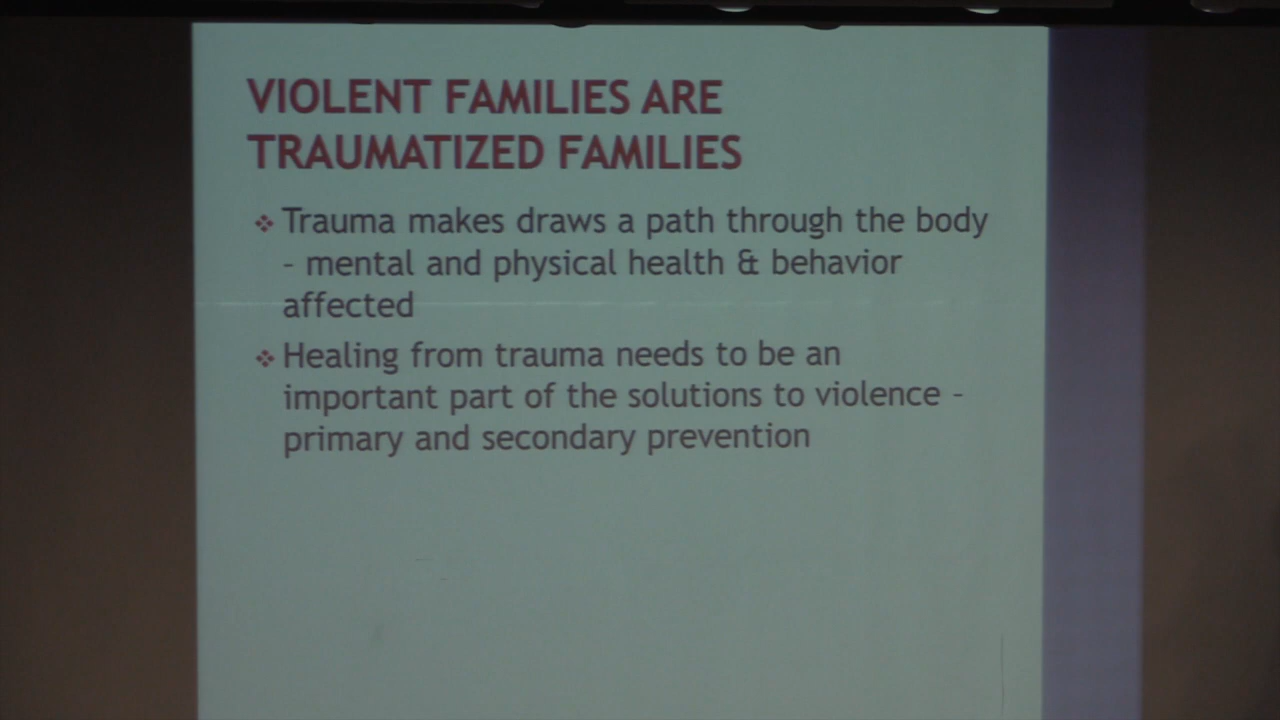 VIOLENT FAMILIES ARE
TRAUMATIZED FAMILIES
Trauma makes draws a path through the body
– mental and physical health & behavior
affected
Healing from trauma needs to be an
important part of the solutions to violence –
primary and secondary prevention